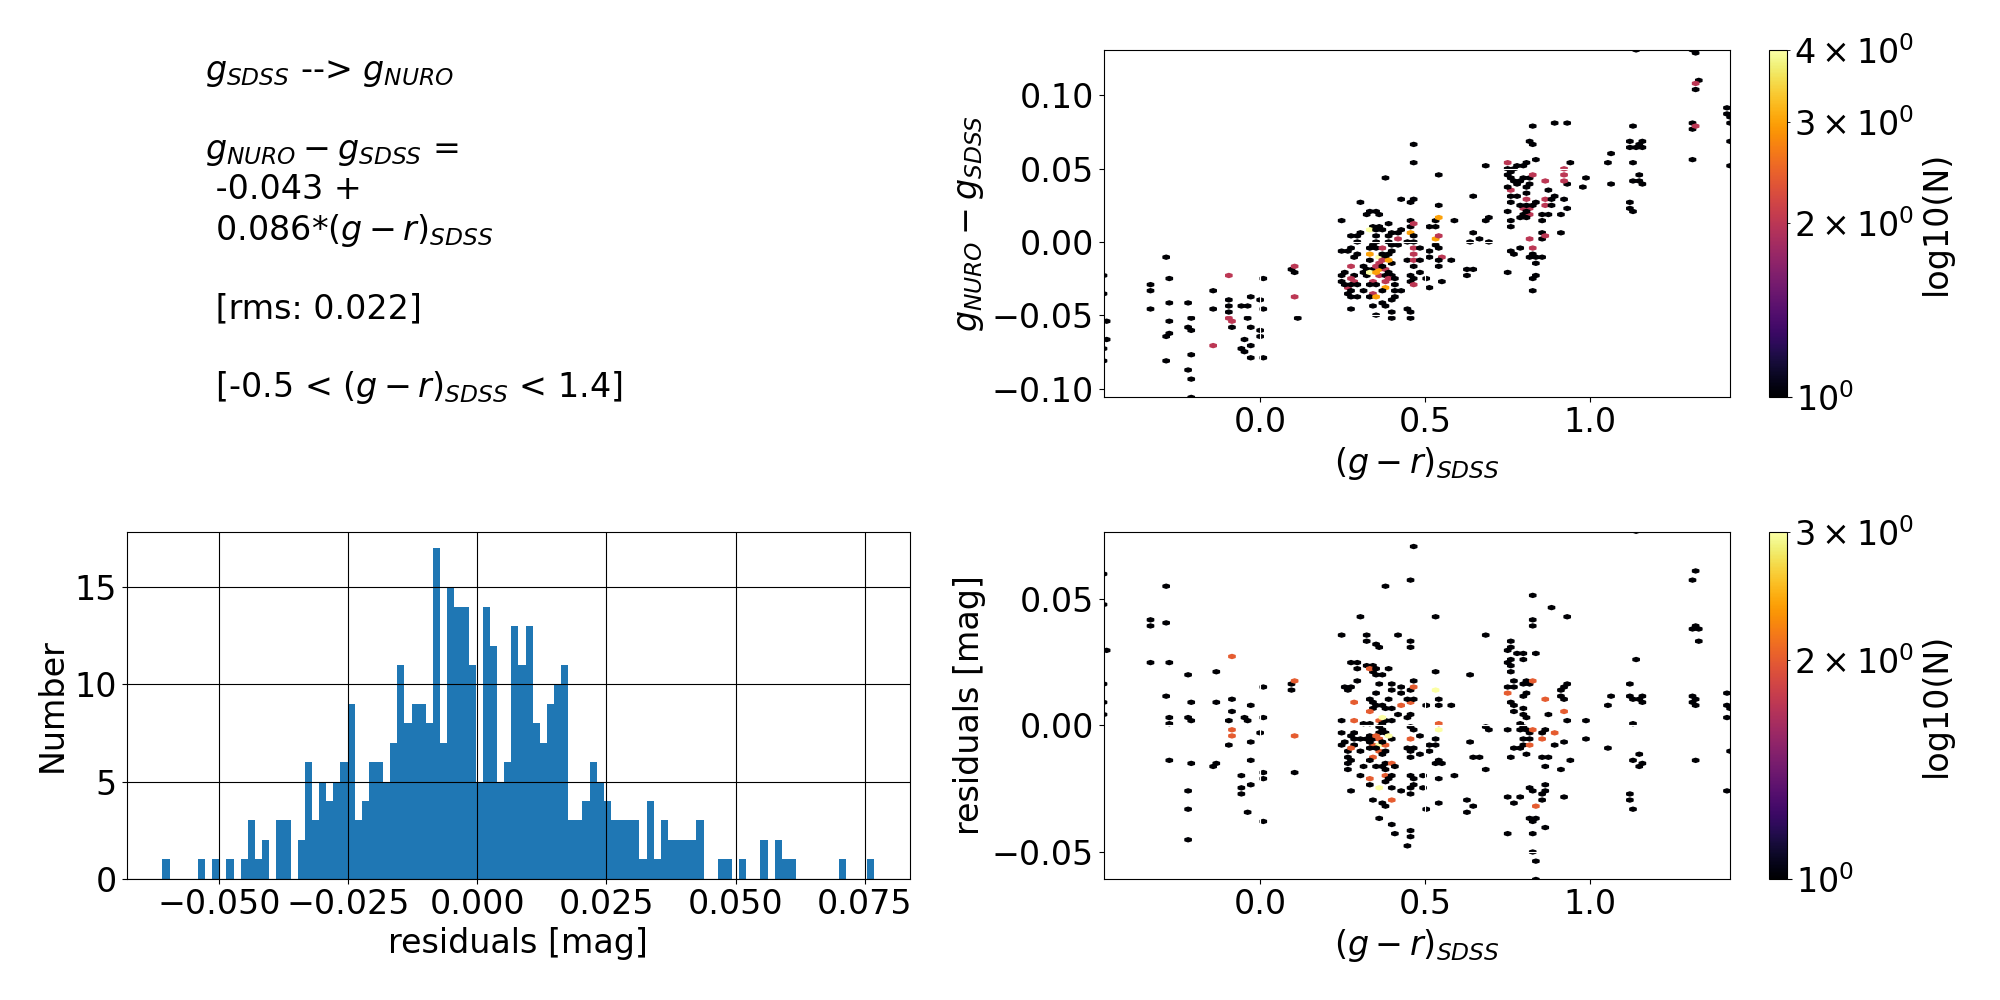 g_SDSS --> g_NURO
g_NURO − g_SDSS =
-0.043 +
0.086*(g − r)_SDSS
[rms: 0.022]
[-0.5 < (g − r)_SDSS < 1.4]
g_NURO − g_SDSS
0.10
0.05
0.00
−0.05
−0.10
0.0 0.5 1.0
(g − r)_SDSS
4 × 10^0
3 × 10^0
2 × 10^0
10^0
log10(N)
Number
15
10
5
0
−0.050 −0.025 0.000 0.025 0.050 0.075
residuals [mag]
residuals [mag]
0.05
0.00
−0.05
0.0 0.5 1.0
(g − r)_SDSS
3 × 10^0
2 × 10^0
10^0
log10(N)